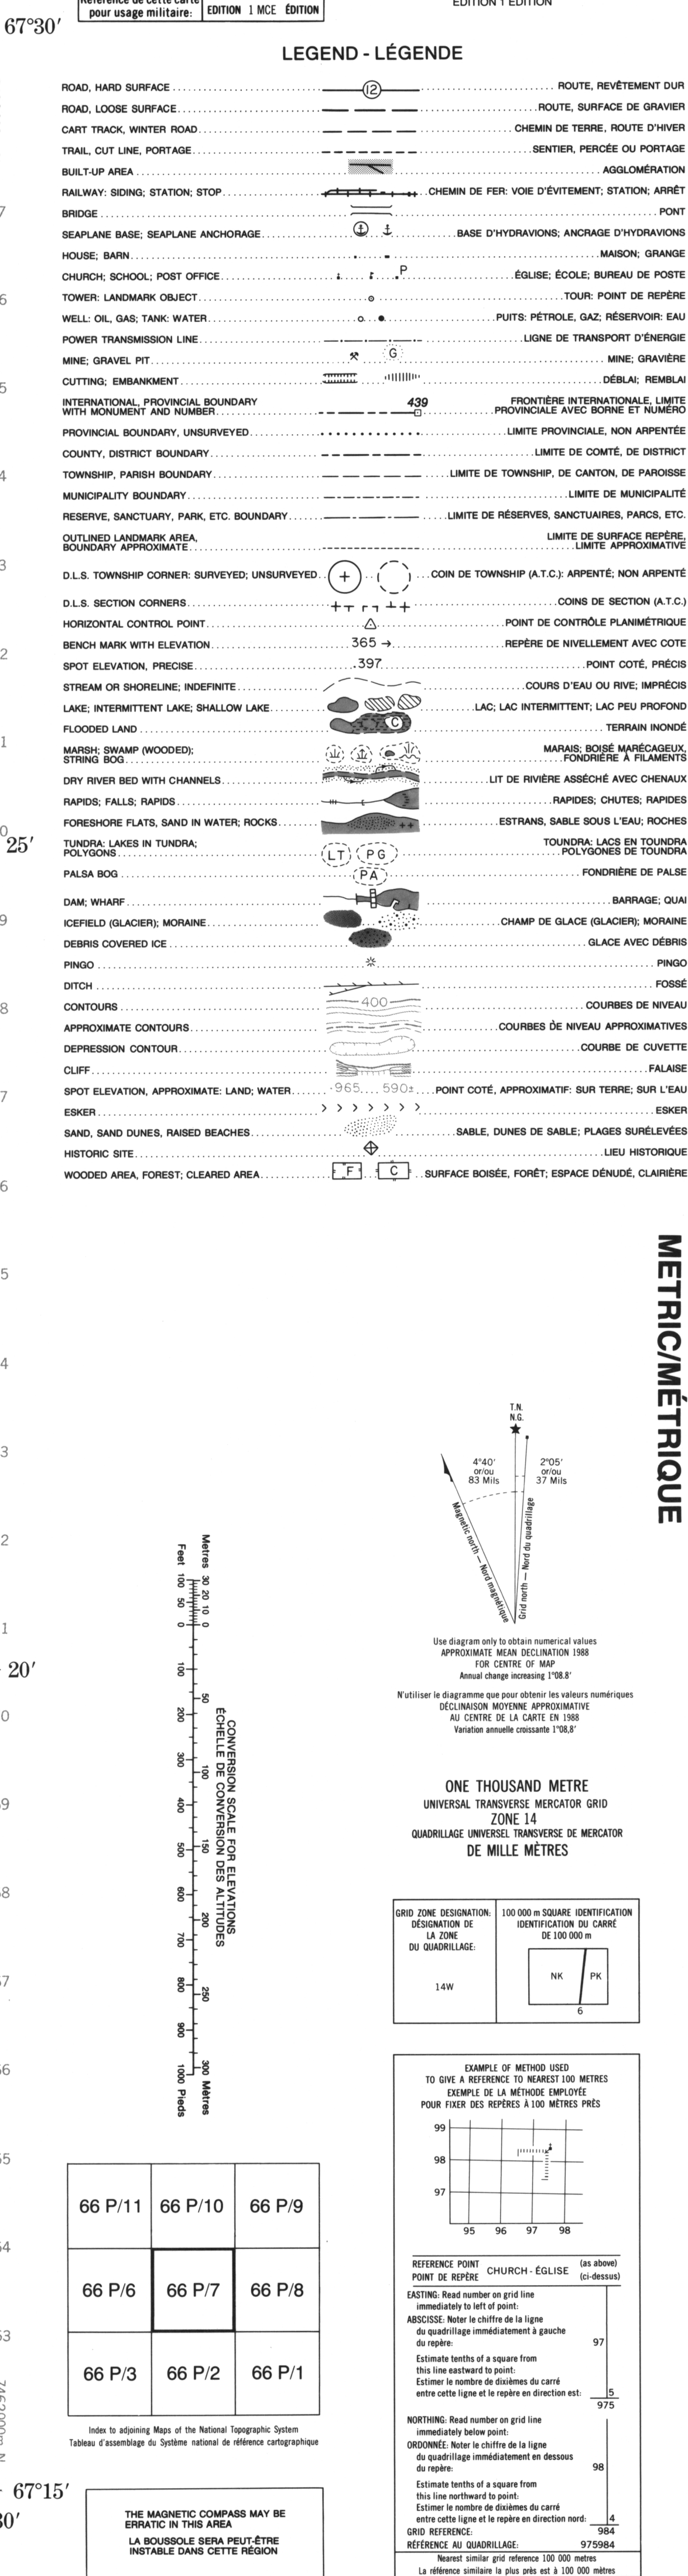 Référence de cette carte
pour usage militaire:
EDITION 1 MCE ÉDITION
EDITION 1 ÉDITION
67°30′
LEGEND - LÉGENDE
ROAD, HARD SURFACE 12 ROUTE, REVÊTEMENT DUR
ROAD, LOOSE SURFACE ROUTE, SURFACE DE GRAVIER
CART TRACK, WINTER ROAD CHEMIN DE TERRE, ROUTE D'HIVER
TRAIL, CUT LINE, PORTAGE SENTIER, PERCÉE OU PORTAGE
BUILT-UP AREA AGGLOMÉRATION
RAILWAY: SIDING; STATION; STOP CHEMIN DE FER: VOIE D'ÉVITEMENT; STATION; ARRÊT
BRIDGE PONT
SEAPLANE BASE; SEAPLANE ANCHORAGE BASE D'HYDRAVIONS; ANCRAGE D'HYDRAVIONS
HOUSE; BARN MAISON; GRANGE
CHURCH; SCHOOL; POST OFFICE P ÉGLISE; ÉCOLE; BUREAU DE POSTE
TOWER: LANDMARK OBJECT TOUR: POINT DE REPÈRE
WELL: OIL, GAS; TANK: WATER PUITS: PÉTROLE, GAZ; RÉSERVOIR: EAU
POWER TRANSMISSION LINE LIGNE DE TRANSPORT D'ÉNERGIE
MINE; GRAVEL PIT G MINE; GRAVIÈRE
CUTTING; EMBANKMENT DÉBLAI; REMBLAI
INTERNATIONAL, PROVINCIAL BOUNDARY 439 FRONTIÈRE INTERNATIONALE, LIMITE
WITH MONUMENT AND NUMBER PROVINCIALE AVEC BORNE ET NUMÉRO
PROVINCIAL BOUNDARY, UNSURVEYED LIMITE PROVINCIALE, NON ARPENTÉE
COUNTY, DISTRICT BOUNDARY LIMITE DE COMTÉ, DE DISTRICT
TOWNSHIP, PARISH BOUNDARY LIMITE DE TOWNSHIP, DE CANTON, DE PAROISSE
MUNICIPALITY BOUNDARY LIMITE DE MUNICIPALITÉ
RESERVE, SANCTUARY, PARK, ETC. BOUNDARY LIMITE DE RÉSERVES, SANCTUAIRES, PARCS, ETC.
OUTLINED LANDMARK AREA, LIMITE DE SURFACE REPÈRE,
BOUNDARY APPROXIMATE LIMITE APPROXIMATIVE
D.L.S. TOWNSHIP CORNER: SURVEYED; UNSURVEYED COIN DE TOWNSHIP (A.T.C.): ARPENTÉ; NON ARPENTÉ
D.L.S. SECTION CORNERS COINS DE SECTION (A.T.C.)
HORIZONTAL CONTROL POINT POINT DE CONTRÔLE PLANIMÉTRIQUE
BENCH MARK WITH ELEVATION 365 → REPÈRE DE NIVELLEMENT AVEC COTE
SPOT ELEVATION, PRECISE .397 POINT COTÉ, PRÉCIS
STREAM OR SHORELINE; INDEFINITE COURS D'EAU OU RIVE; IMPRÉCIS
LAKE; INTERMITTENT LAKE; SHALLOW LAKE LAC; LAC INTERMITTENT; LAC PEU PROFOND
FLOODED LAND C TERRAIN INONDÉ
MARSH; SWAMP (WOODED); MARAIS; BOISÉ MARÉCAGEUX,
STRING BOG FONDRIÈRE À FILAMENTS
DRY RIVER BED WITH CHANNELS LIT DE RIVIÈRE ASSÉCHÉ AVEC CHENAUX
RAPIDS; FALLS; RAPIDS RAPIDES; CHUTES; RAPIDES
FORESHORE FLATS, SAND IN WATER; ROCKS ESTRANS, SABLE SOUS L'EAU; ROCHES
25′
TUNDRA: LAKES IN TUNDRA; TOUNDRA: LACS EN TOUNDRA
POLYGONS LT PG POLYGONES DE TOUNDRA
PALSA BOG PA FONDRIÈRE DE PALSE
DAM; WHARF BARRAGE; QUAI
ICEFIELD (GLACIER); MORAINE CHAMP DE GLACE (GLACIER); MORAINE
DEBRIS COVERED ICE GLACE AVEC DÉBRIS
PINGO PINGO
DITCH FOSSÉ
CONTOURS 400 COURBES DE NIVEAU
APPROXIMATE CONTOURS COURBES DE NIVEAU APPROXIMATIVES
DEPRESSION CONTOUR COURBE DE CUVETTE
CLIFF FALAISE
SPOT ELEVATION, APPROXIMATE: LAND; WATER ·965 590± POINT COTÉ, APPROXIMATIF: SUR TERRE; SUR L'EAU
ESKER ESKER
SAND, SAND DUNES, RAISED BEACHES SABLE, DUNES DE SABLE; PLAGES SURÉLEVÉES
HISTORIC SITE LIEU HISTORIQUE
WOODED AREA, FOREST; CLEARED AREA F C SURFACE BOISÉE, FORÊT; ESPACE DÉNUDÉ, CLAIRIÈRE
METRIC/MÉTRIQUE
T.N.
N.G.
4°40′
or/ou
83 Mils
2°05′
or/ou
37 Mils
Magnetic north — Nord magnétique
Grid north — Nord du quadrillage
Use diagram only to obtain numerical values
APPROXIMATE MEAN DECLINATION 1988
FOR CENTRE OF MAP
Annual change increasing 1°08.8′
N'utiliser le diagramme que pour obtenir les valeurs numériques
DÉCLINAISON MOYENNE APPROXIMATIVE
AU CENTRE DE LA CARTE EN 1988
Variation annuelle croissante 1°08,8′
20′
CONVERSION SCALE FOR ELEVATIONS
ÉCHELLE DE CONVERSION DES ALTITUDES
Metres 30 20 10 0 50 100 150 200 250 300 Mètres
Feet 100 50 0 100 200 300 400 500 600 700 800 900 1000 Pieds
ONE THOUSAND METRE
UNIVERSAL TRANSVERSE MERCATOR GRID
ZONE 14
QUADRILLAGE UNIVERSEL TRANSVERSE DE MERCATOR
DE MILLE MÈTRES
GRID ZONE DESIGNATION:
DÉSIGNATION DE
LA ZONE
DU QUADRILLAGE:
14W
100 000 m SQUARE IDENTIFICATION
IDENTIFICATION DU CARRÉ
DE 100 000 m
NK PK
6
EXAMPLE OF METHOD USED
TO GIVE A REFERENCE TO NEAREST 100 METRES
EXEMPLE DE LA MÉTHODE EMPLOYÉE
POUR FIXER DES REPÈRES À 100 MÈTRES PRÈS
99
98
97
95 96 97 98
REFERENCE POINT
POINT DE REPÈRE
CHURCH - ÉGLISE
(as above)
(ci-dessus)
EASTING: Read number on grid line
immediately to left of point:
ABSCISSE: Noter le chiffre de la ligne
du quadrillage immédiatement à gauche
du repère: 97
Estimate tenths of a square from
this line eastward to point:
Estimer le nombre de dixièmes du carré
entre cette ligne et le repère en direction est: 5
975
NORTHING: Read number on grid line
immediately below point:
ORDONNÉE: Noter le chiffre de la ligne
du quadrillage immédiatement en dessous
du repère: 98
Estimate tenths of a square from
this line northward to point:
Estimer le nombre de dixièmes du carré
entre cette ligne et le repère en direction nord: 4
GRID REFERENCE: 984
RÉFÉRENCE AU QUADRILLAGE: 975984
Nearest similar grid reference 100 000 metres
La référence similaire la plus près est à 100 000 mètres
66 P/11 66 P/10 66 P/9
66 P/6 66 P/7 66 P/8
66 P/3 66 P/2 66 P/1
Index to adjoining Maps of the National Topographic System
Tableau d'assemblage du Système national de référence cartographique
67°15′
30′
THE MAGNETIC COMPASS MAY BE
ERRATIC IN THIS AREA
LA BOUSSOLE SERA PEUT-ÊTRE
INSTABLE DANS CETTE RÉGION